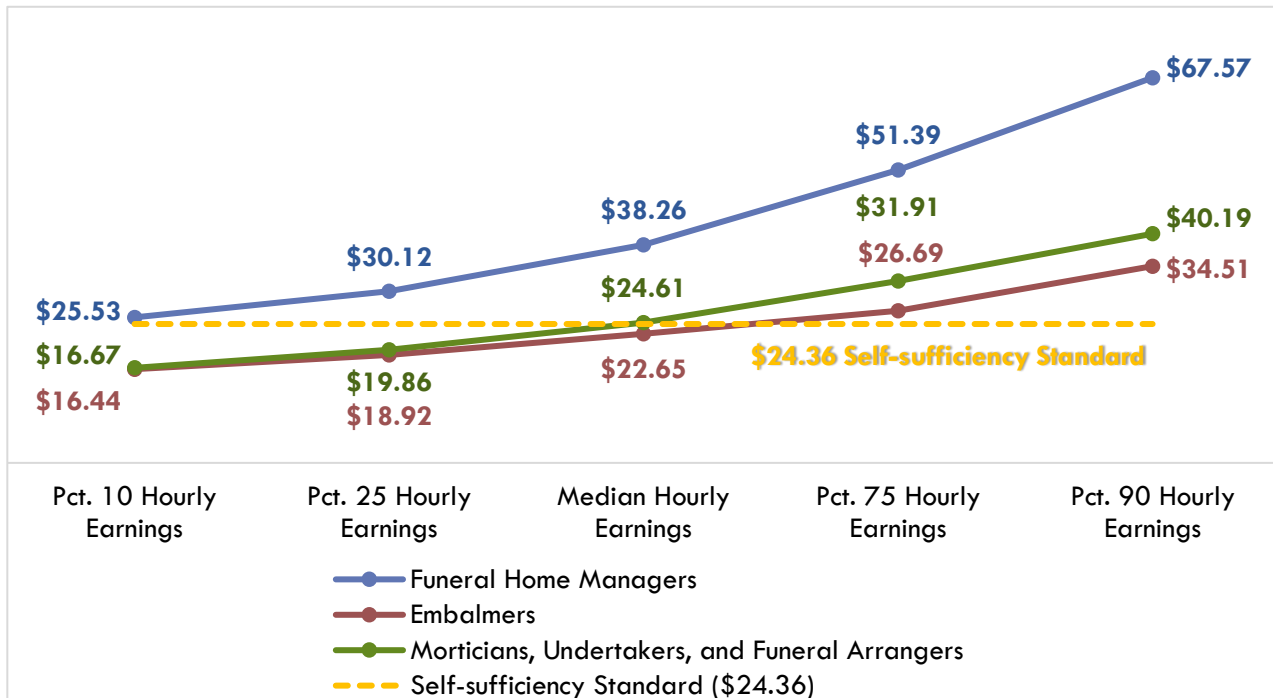 $67.57
$51.39
$38.26
$31.91
$40.19
$30.12
$26.69
$34.51
$25.53
$24.61
$16.67
$24.36 Self-sufficiency Standard
$19.86
$22.65
$16.44
$18.92
Pct. 10 Hourly
Earnings
Pct. 25 Hourly
Earnings
Median Hourly
Earnings
Pct. 75 Hourly
Earnings
Pct. 90 Hourly
Earnings
Funeral Home Managers
Embalmers
Morticians, Undertakers, and Funeral Arrangers
Self-sufficiency Standard ($24.36)